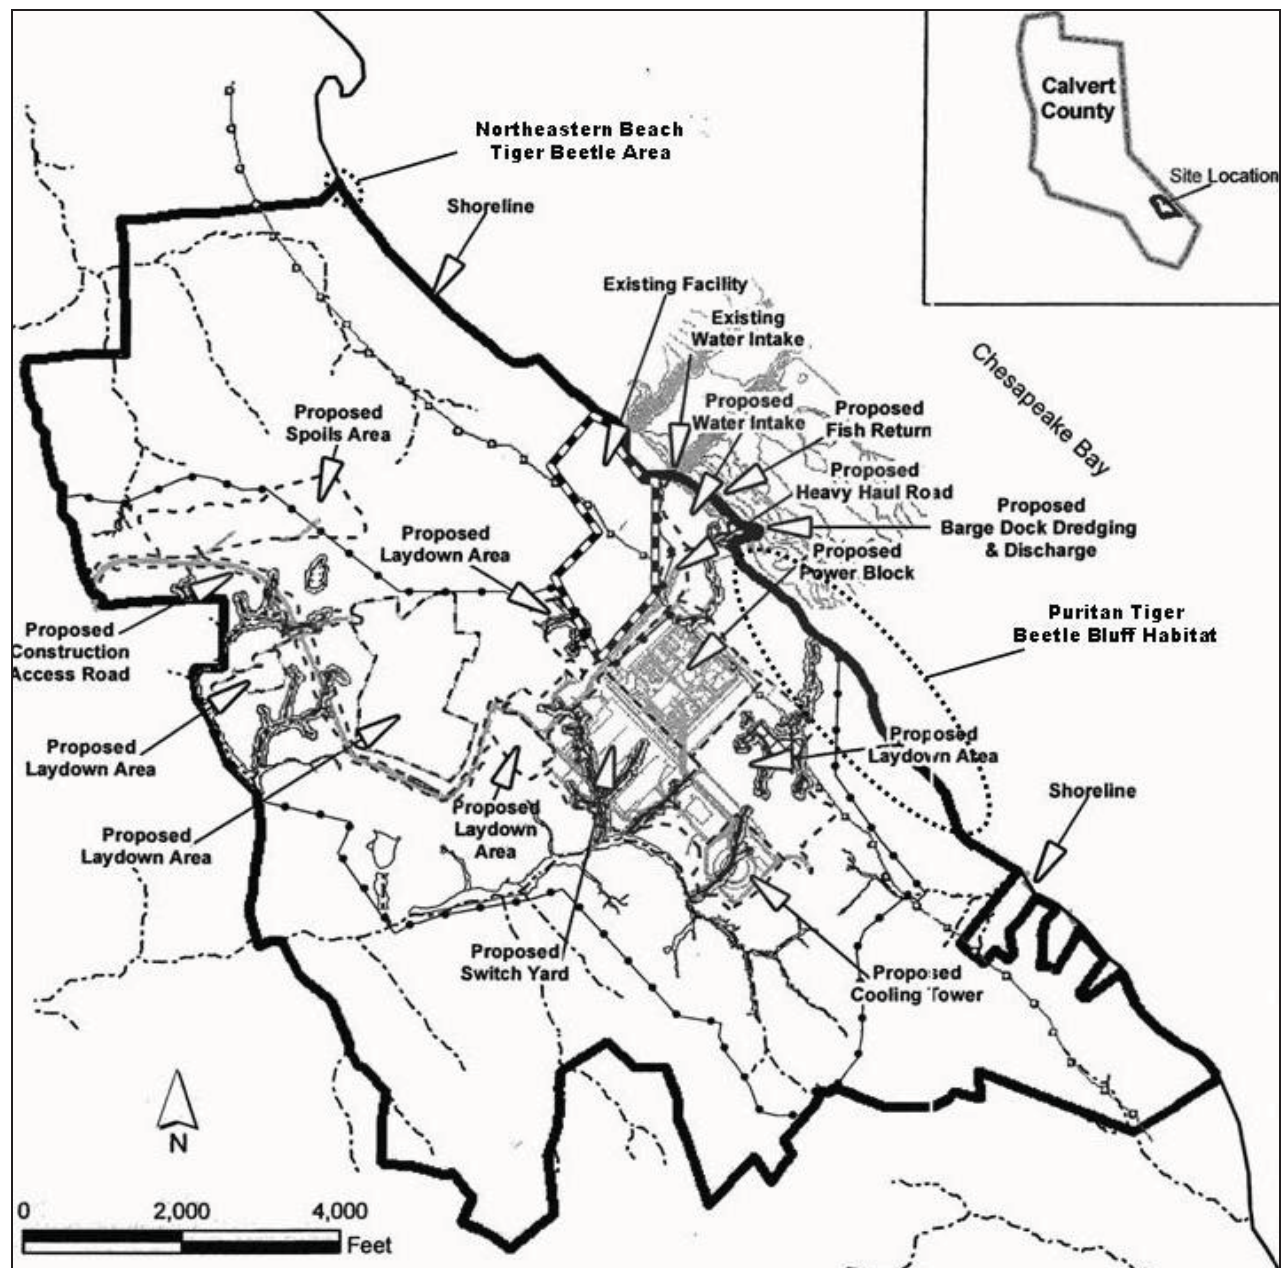 Calvert
County
Site Location
Northeastern Beach
Tiger Beetle Area
Shoreline
Existing Facility
Existing
Water Intake
Chesapeake Bay
Proposed
Water Intake
Proposed
Fish Return
Proposed
Spoils Area
Proposed
Heavy Haul Road
Proposed
Barge Dock Dredging
& Discharge
Proposed
Laydown Area
Proposed
Power Block
Puritan Tiger
Beetle Bluff Habitat
Proposed
Construction
Access Road
Proposed
Laydown Area
Proposed
Laydown Area
Shoreline
Proposed
Laydown
Area
Proposed
Laydown Area
Proposed
Switch Yard
Proposed
Cooling Tower
N
0 2,000 4,000
Feet